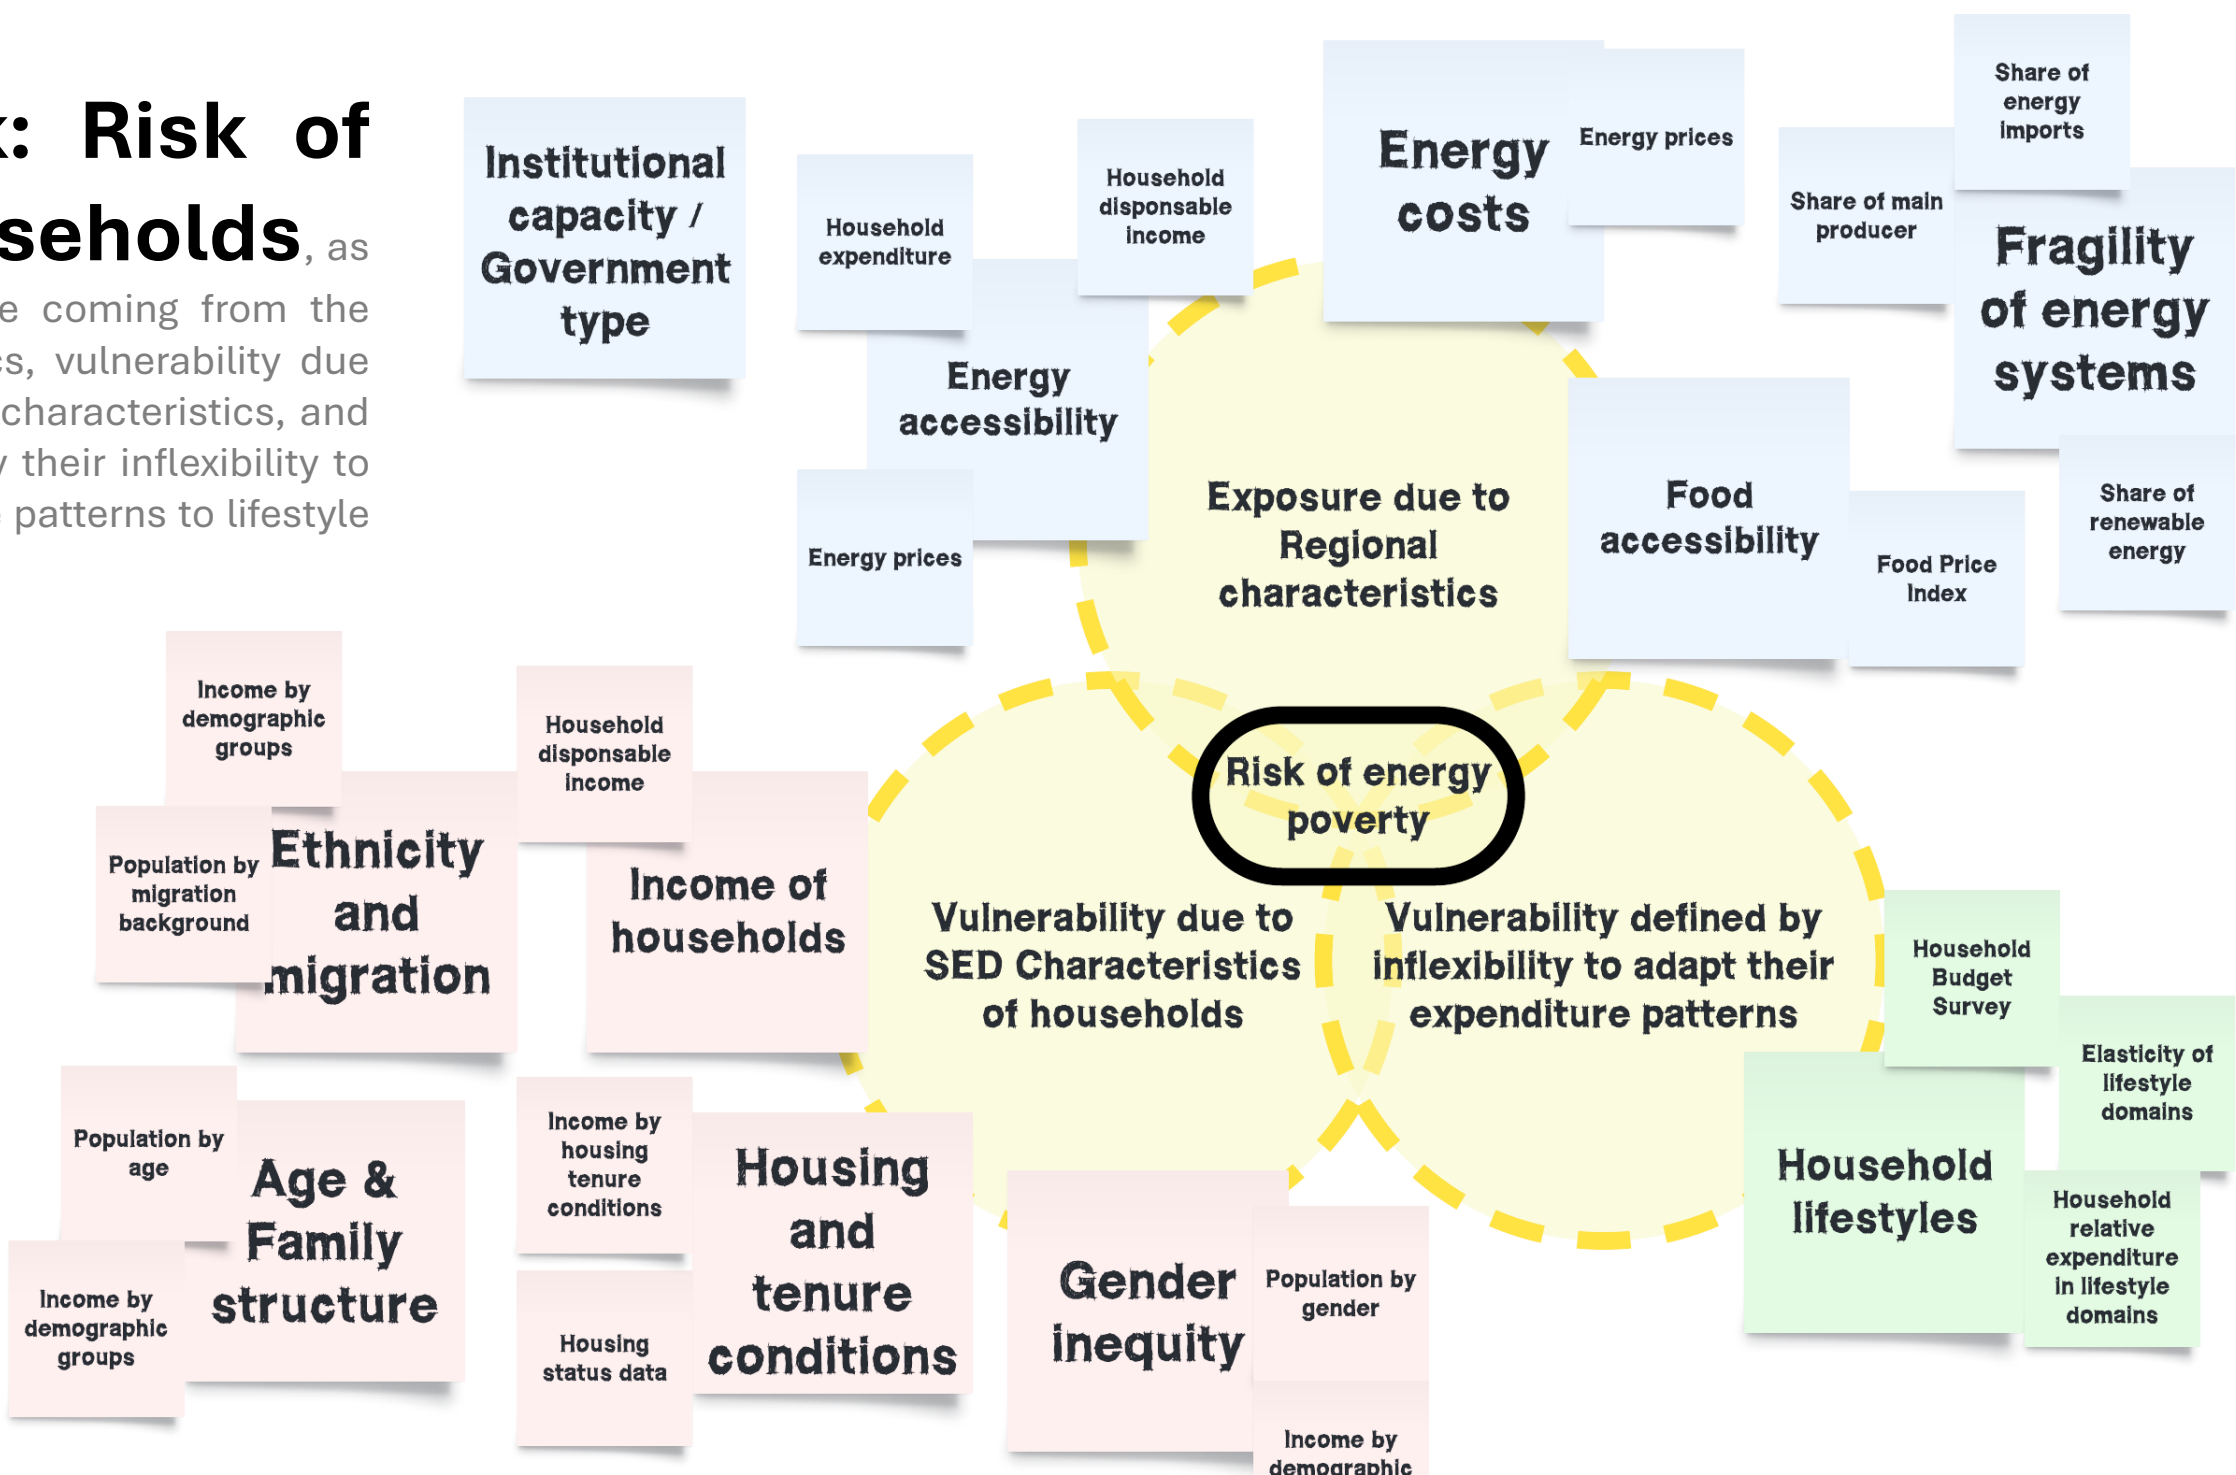 k: Risk of
seholds, as
e coming from the
cs, vulnerability due
characteristics, and
y their inflexibility to
e patterns to lifestyle
Institutional
capacity /
Government
type
Household
expenditure
Household
disponsable
income
Energy
accessibility
Energy prices
Energy
costs
Energy prices
Share of
energy
imports
Share of main
producer
Fragility
of energy
systems
Share of
renewable
energy
Food
accessibility
Food Price
Index
Exposure due to
Regional
characteristics
Risk of energy
poverty
Vulnerability due to
SED Characteristics
of households
Vulnerability defined by
inflexibility to adapt their
expenditure patterns
Income by
demographic
groups
Population by
migration
background
Ethnicity
and
migration
Household
disponsable
income
Income of
households
Population by
age
Income by
demographic
groups
Age &
Family
structure
Income by
housing
tenure
conditions
Housing
status data
Housing
and
tenure
conditions
Gender
inequity
Population by
gender
Income by
demographic
Household
Budget
Survey
Elasticity of
lifestyle
domains
Household
lifestyles
Household
relative
expenditure
in lifestyle
domains